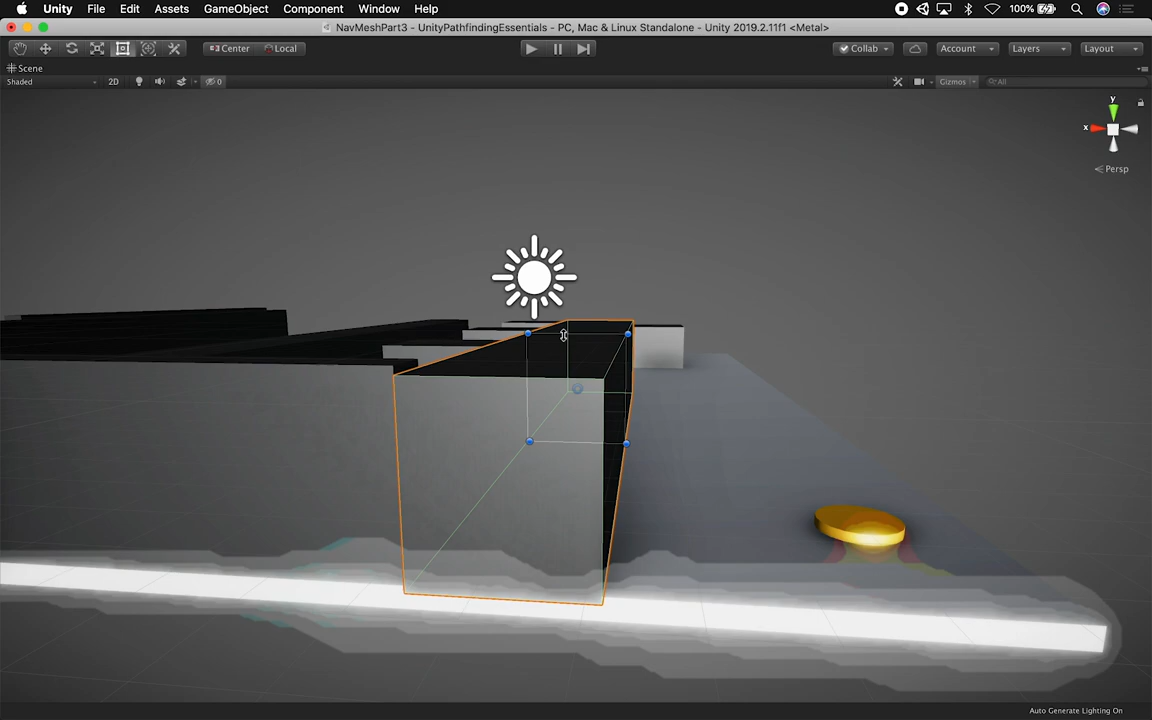 Unity File Edit Assets GameObject Component Window Help 100%
NavMeshPart3 - UnityPathfindingEssentials - PC, Mac & Linux Standalone - Unity 2019.2.11f1 <Metal>
Center Local Collab Account Layers Layout
Scene
Shaded 2D 0 Gizmos All
y
x
Persp
Auto Generate Lighting On